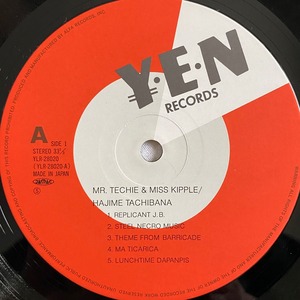 Y·E·N
RECORDS
A SIDE 1
STEREO 33⅓
YLR-28020
(YLR-28020-A)
MADE IN JAPAN
MR. TECHIE & MISS KIPPLE/
HAJIME TACHIBANA
1. REPLICANT J.B.
2. STEEL NECRO MUSIC
3. THEME FROM BARRICADE
4. MA TICARICA
5. LUNCHTIME DAPANPIS